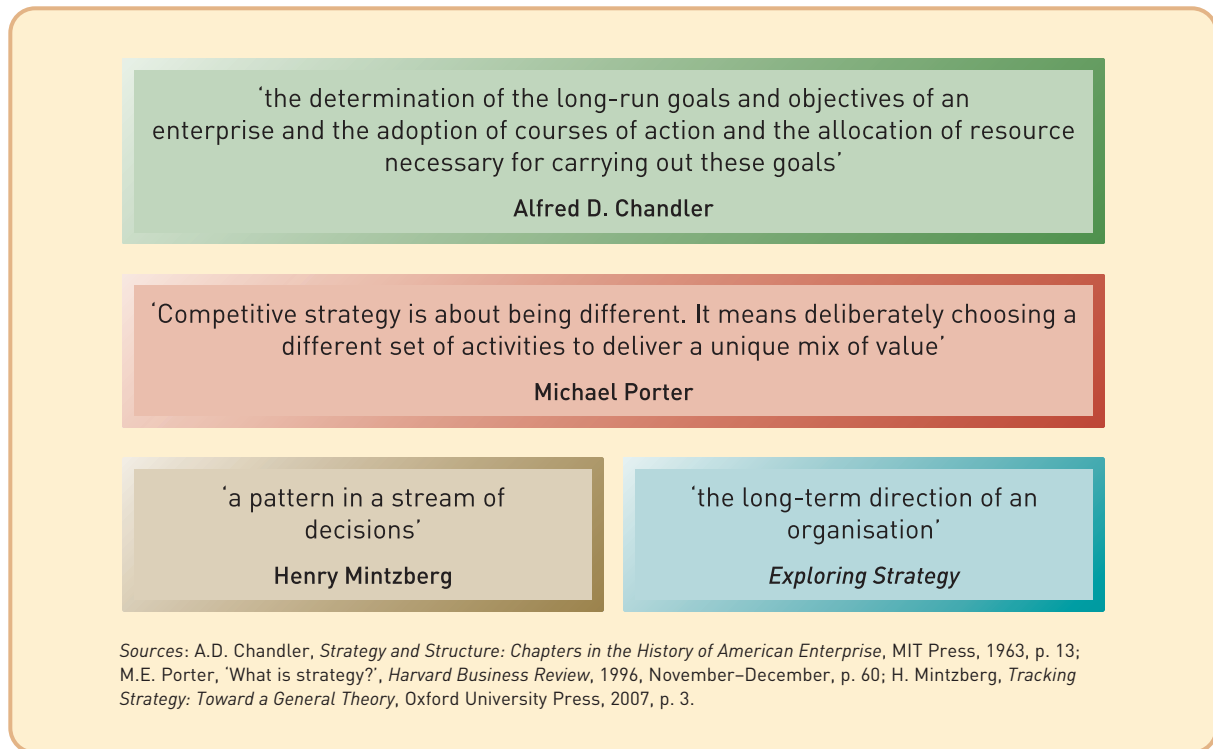 ‘the determination of the long-run goals and objectives of an
enterprise and the adoption of courses of action and the allocation of resource
necessary for carrying out these goals’
Alfred D. Chandler
‘Competitive strategy is about being different. It means deliberately choosing a
different set of activities to deliver a unique mix of value’
Michael Porter
‘a pattern in a stream of
decisions’
Henry Mintzberg
‘the long-term direction of an
organisation’
Exploring Strategy
Sources: A.D. Chandler, Strategy and Structure: Chapters in the History of American Enterprise, MIT Press, 1963, p. 13;
M.E. Porter, ‘What is strategy?’, Harvard Business Review, 1996, November–December, p. 60; H. Mintzberg, Tracking
Strategy: Toward a General Theory, Oxford University Press, 2007, p. 3.